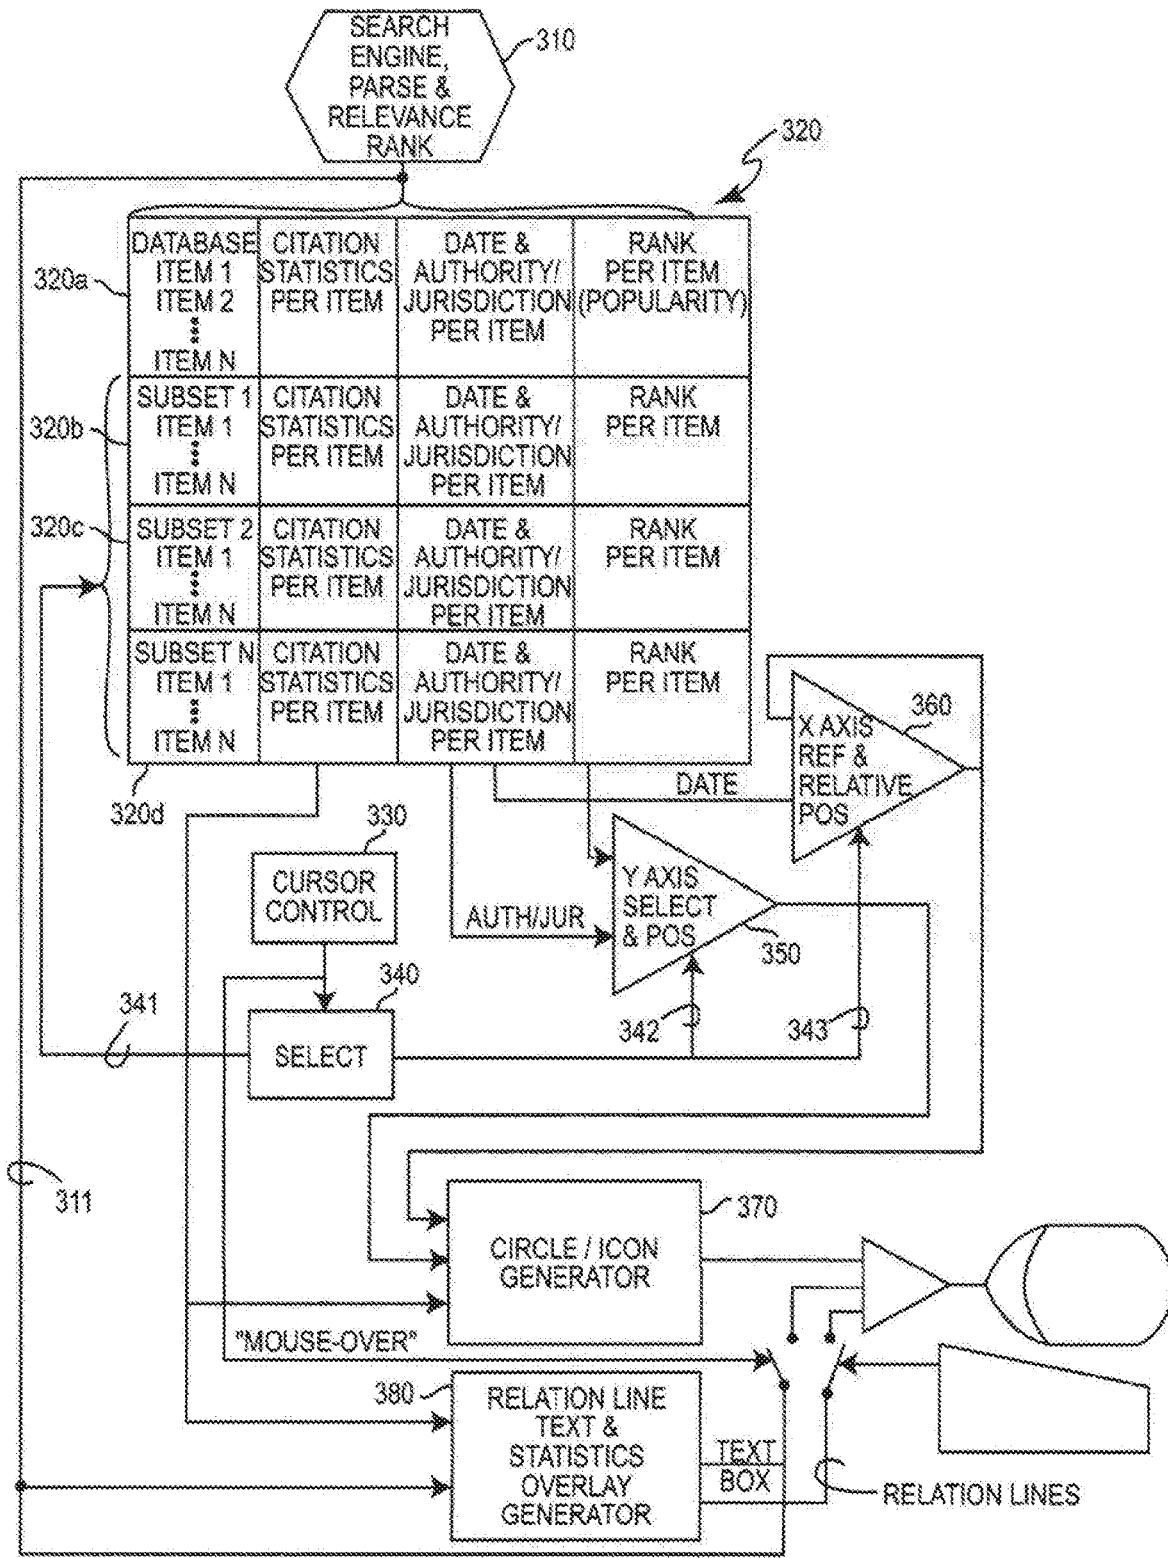 SEARCH
ENGINE,
PARSE &
RELEVANCE
RANK
310
320
DATABASE
ITEM 1
ITEM 2
ITEM N
CITATION
STATISTICS
PER ITEM
DATE &
AUTHORITY/
JURISDICTION
PER ITEM
RANK
PER ITEM
(POPULARITY)
320a
SUBSET 1
ITEM 1
ITEM N
CITATION
STATISTICS
PER ITEM
DATE &
AUTHORITY/
JURISDICTION
PER ITEM
RANK
PER ITEM
320b
SUBSET 2
ITEM 1
ITEM N
CITATION
STATISTICS
PER ITEM
DATE &
AUTHORITY/
JURISDICTION
PER ITEM
RANK
PER ITEM
320c
SUBSET N
ITEM 1
ITEM N
CITATION
STATISTICS
PER ITEM
DATE &
AUTHORITY/
JURISDICTION
PER ITEM
RANK
PER ITEM
320d
X AXIS
REF &
RELATIVE
POS
360
DATE
330
CURSOR
CONTROL
Y AXIS
SELECT
& POS
350
AUTH/JUR
340
SELECT
341
342
343
311
370
CIRCLE / ICON
GENERATOR
"MOUSE-OVER"
380
RELATION LINE
TEXT &
STATISTICS
OVERLAY
GENERATOR
TEXT
BOX
RELATION LINES